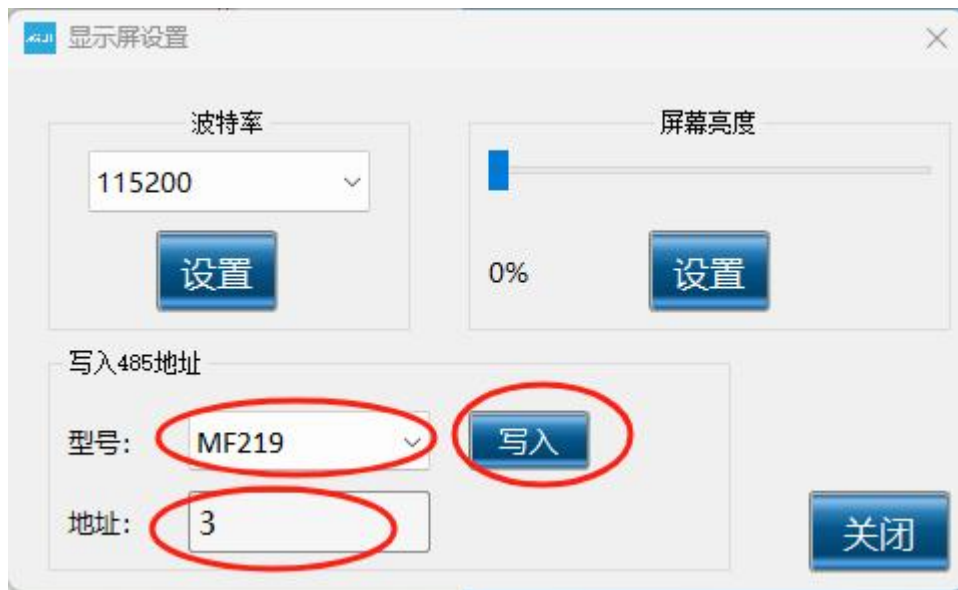 显示屏设置
波特率
115200
设置
屏幕亮度
0%
设置
写入485地址
型号: MF219
写入
地址: 3
关闭